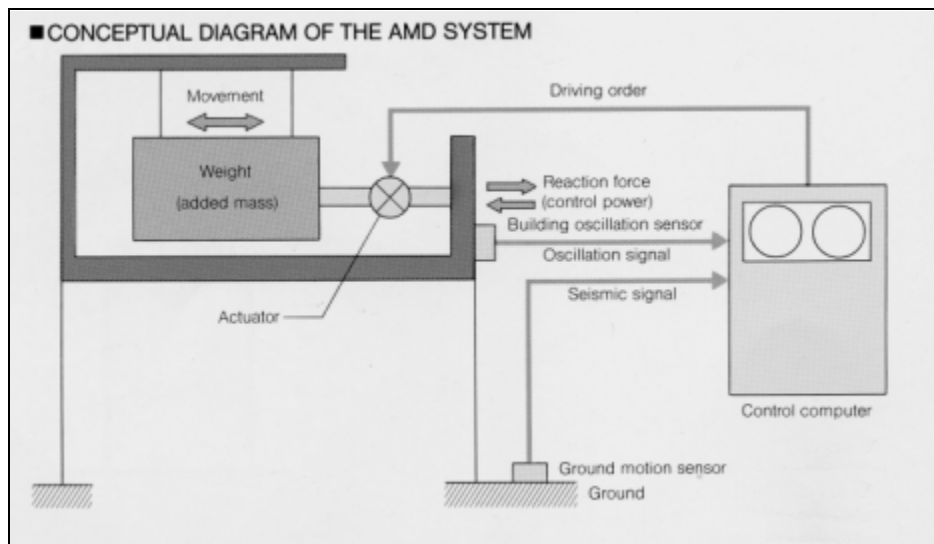 ■CONCEPTUAL DIAGRAM OF THE AMD SYSTEM
Movement
Driving order
Weight
(added mass)
Reaction force
(control power)
Building oscillation sensor
Oscillation signal
Seismic signal
Actuator
Control computer
Ground motion sensor
Ground